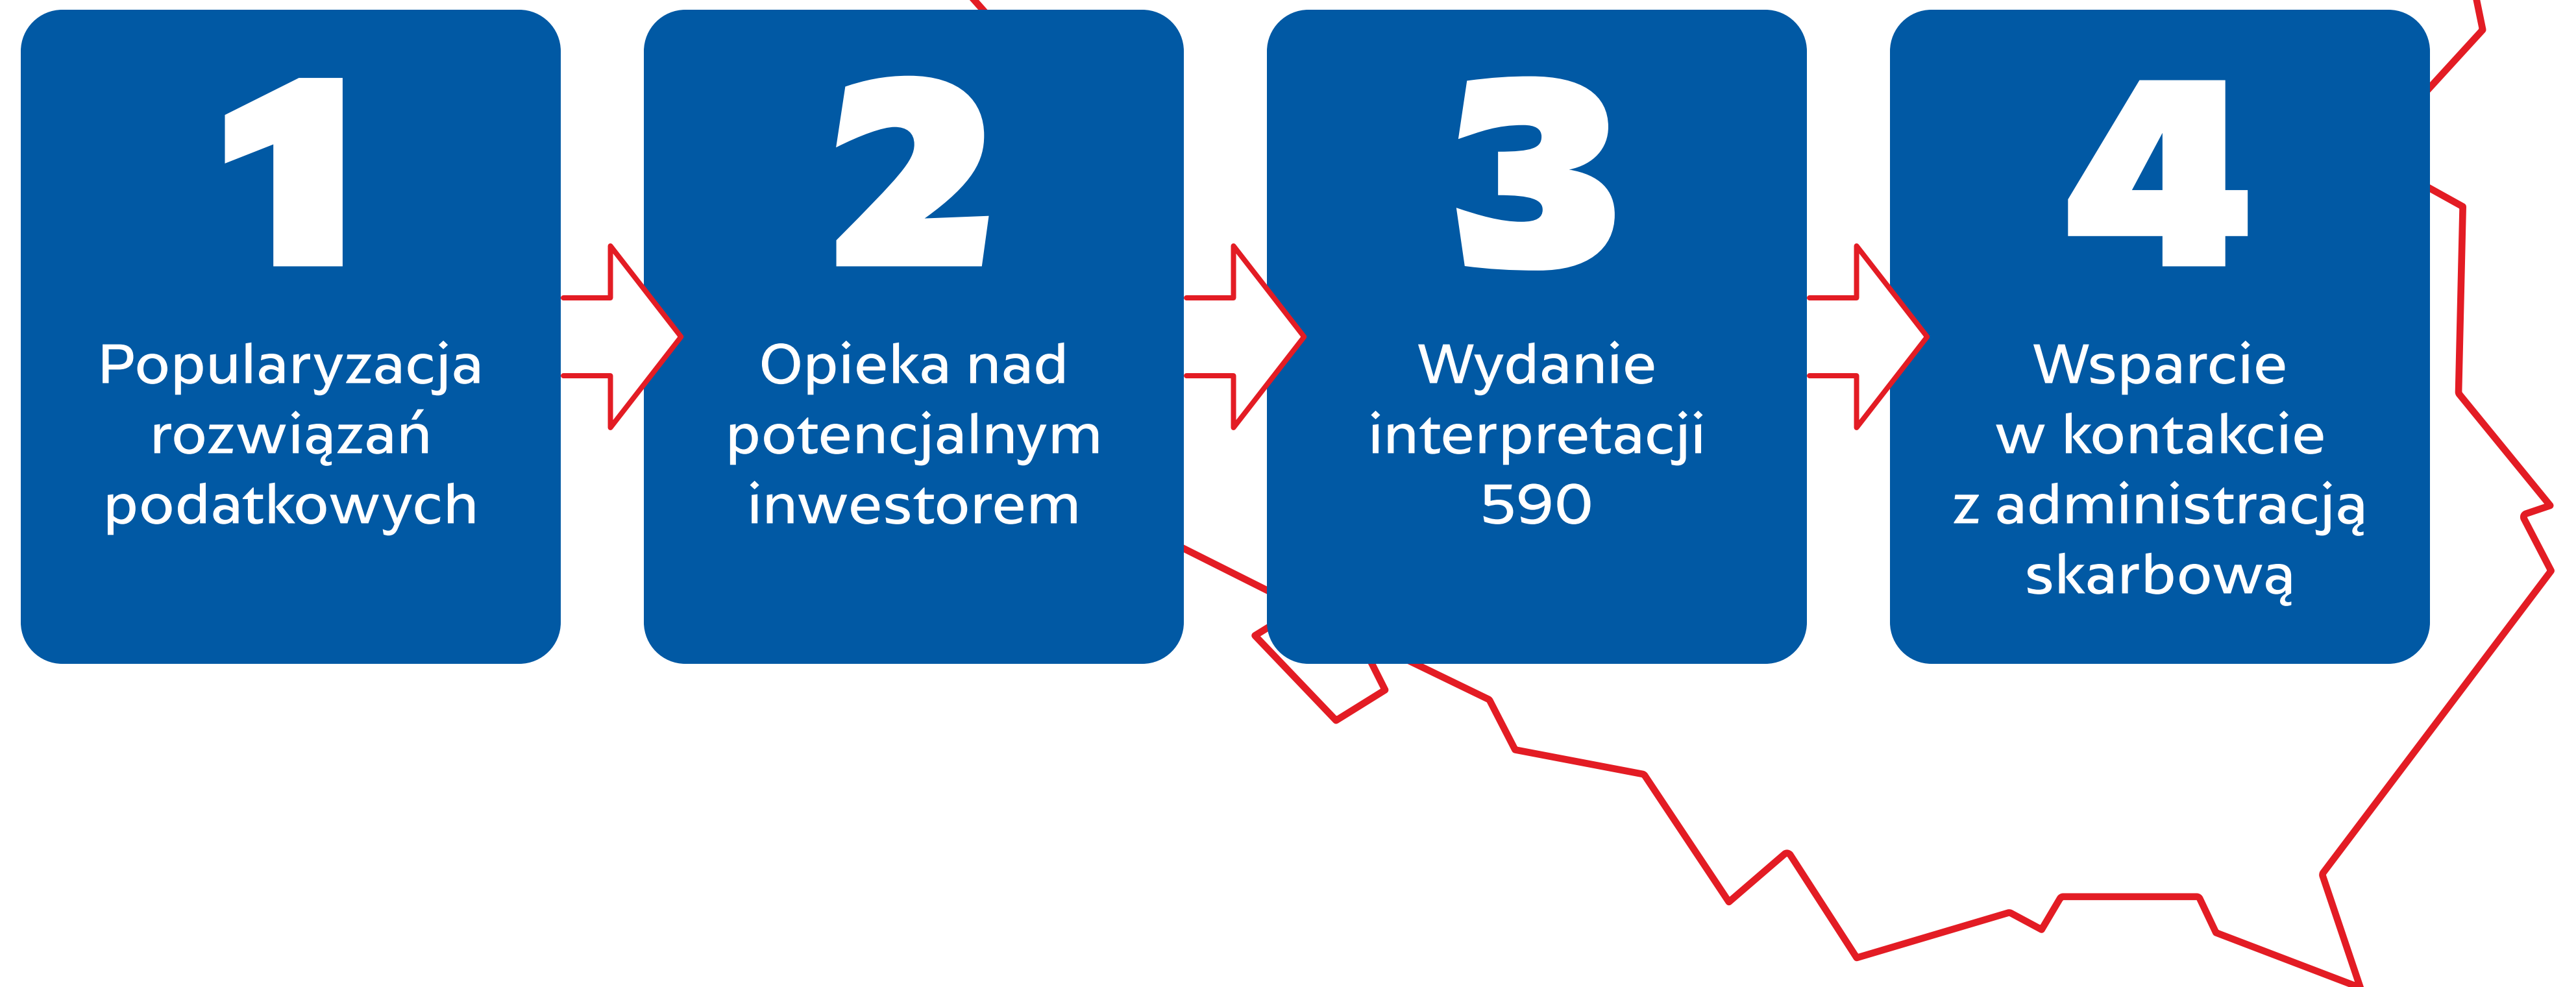 1
Popularyzacja
rozwiązań
podatkowych
2
Opieka nad
potencjalnym
inwestorem
3
Wydanie
interpretacji
590
4
Wsparcie
w kontakcie
z administracją
skarbową